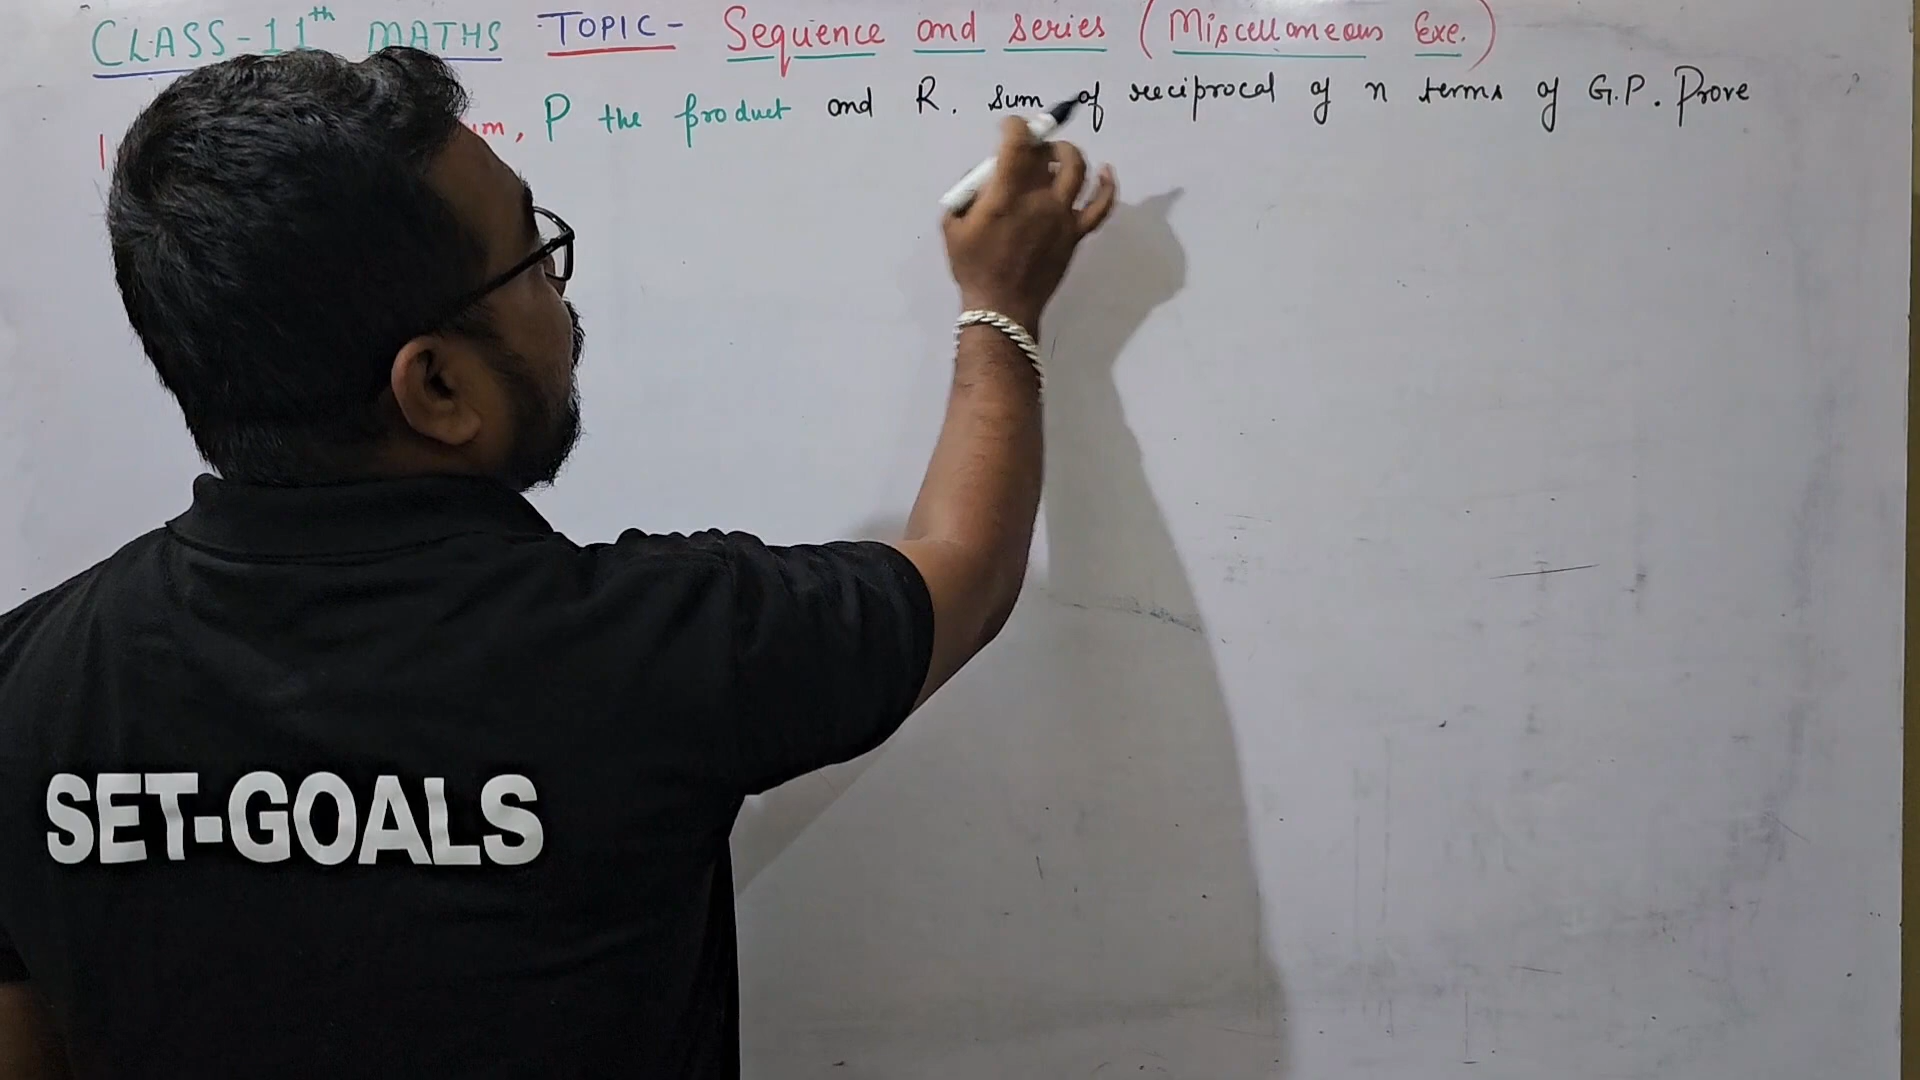 CLASS-11th MATHS TOPIC- Sequence and series (Miscellaneous Exe.)
um, P the product and R. sum of reciprocal of n terms of G.P. Prove
SET-GOALS